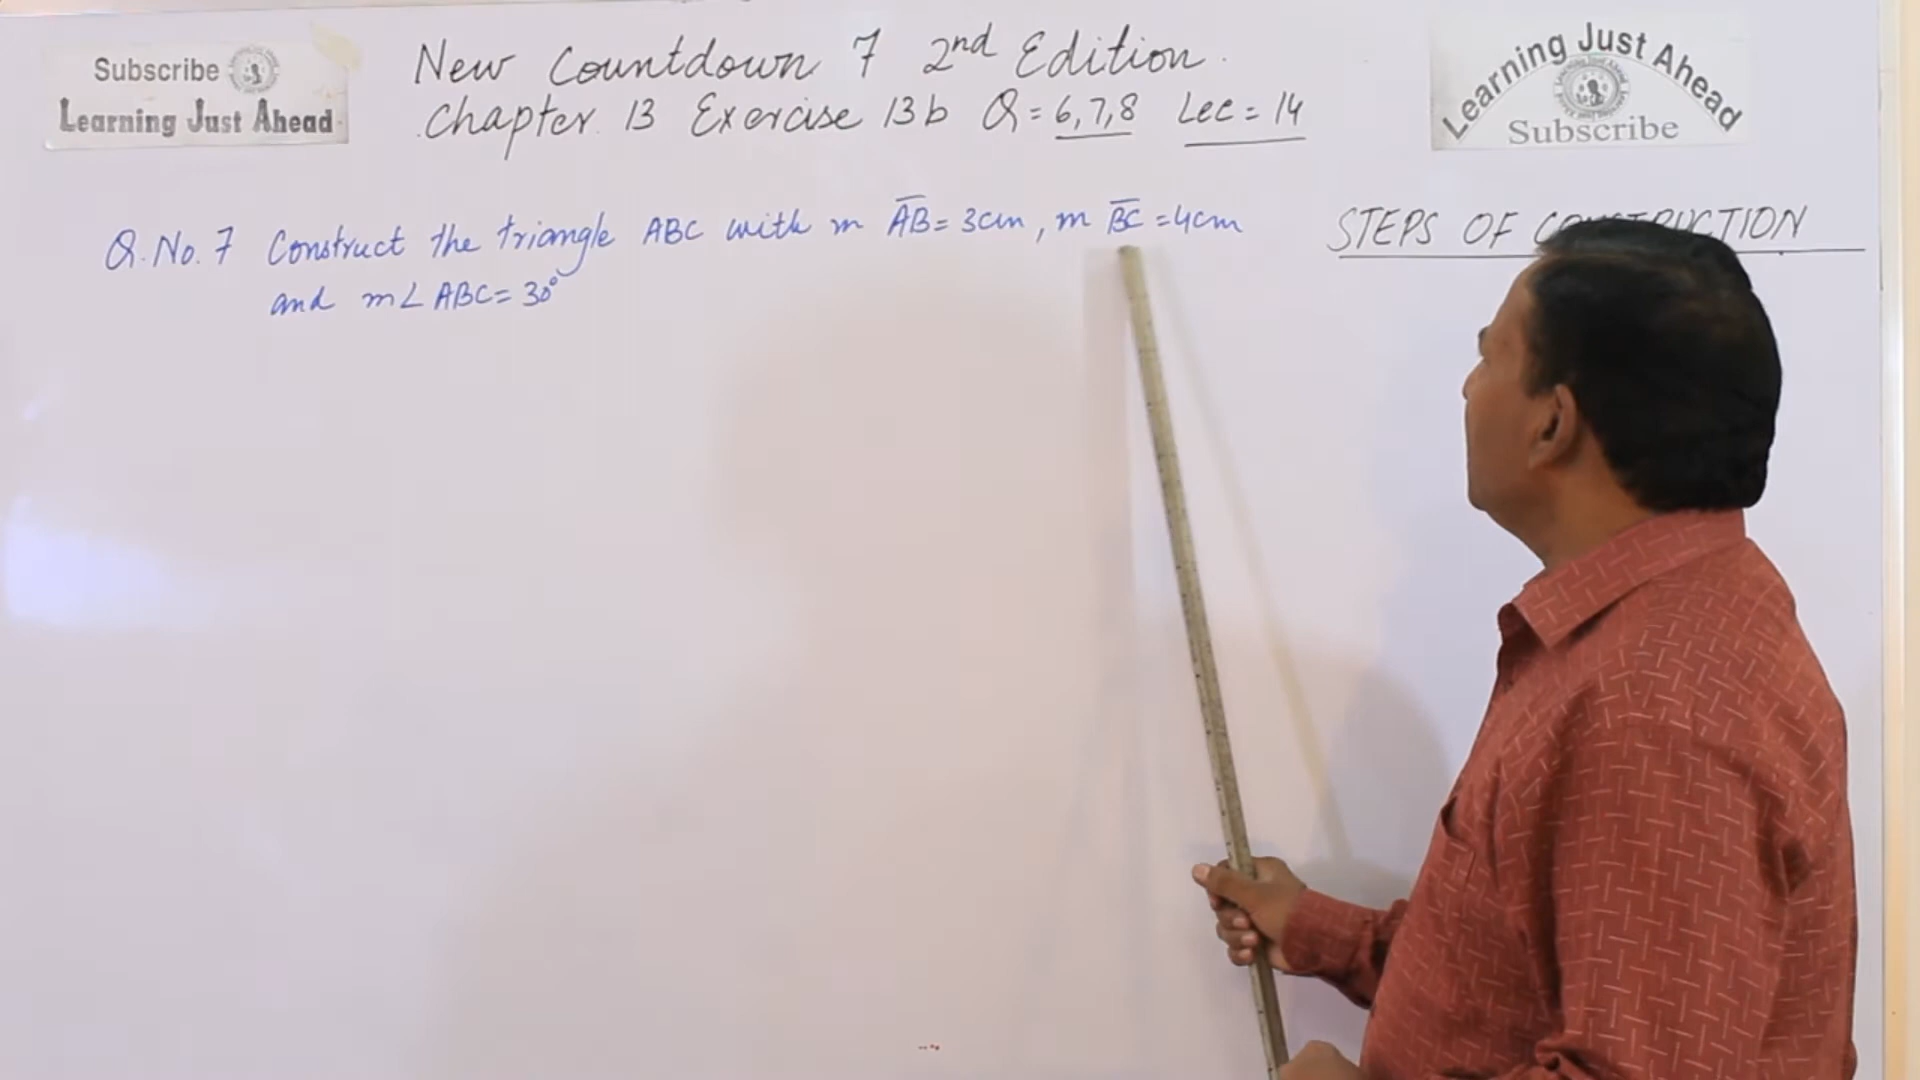 Subscribe
Learning Just Ahead
New Countdown 7 2nd Edition.
Chapter 13 Exercise 13b Q = 6,7,8 Lec = 14
Learning Just Ahead
Subscribe
Q.No.7 Construct the triangle ABC with m AB = 3cm, m BC = 4cm
and m∠ABC = 30°
STEPS OF CONSTRUCTION